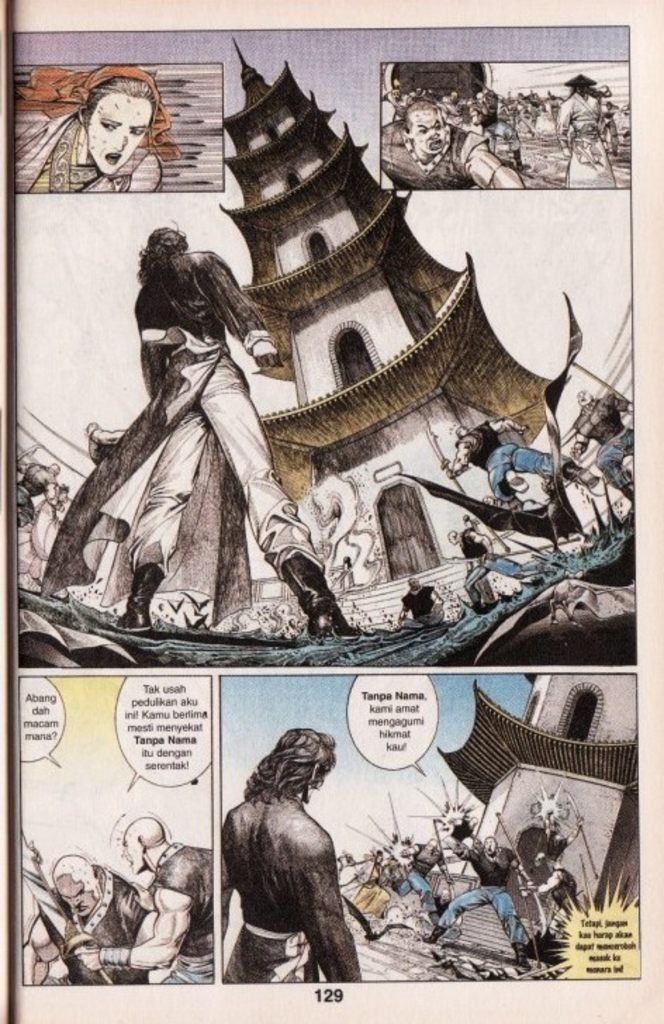 Abang
dah
macam
mana?
Tak usah
pedulikan aku
ini! Kamu berlima
mesti menyekat
Tanpa Nama
itu dengan
serentak!
Tanpa Nama,
kami amat
mengagumi
hikmat
kau!
Tetapi, jangan
kau harap akan
dapat menceroboh
masuk ke
menara ini!
129